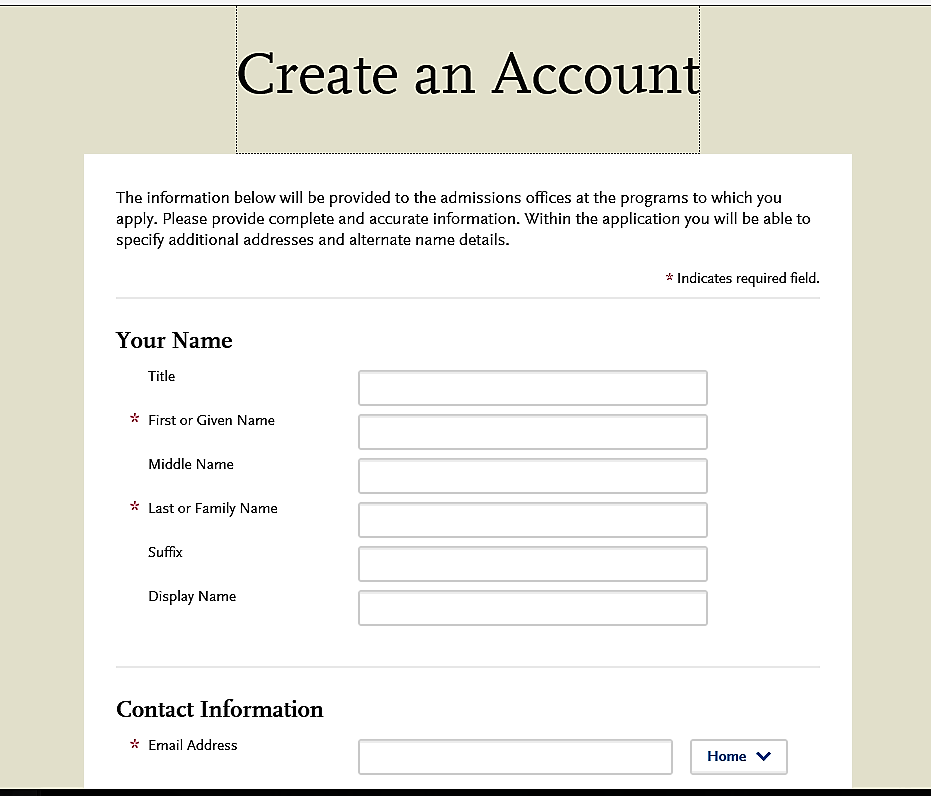 Create an Account
The information below will be provided to the admissions offices at the programs to which you
apply. Please provide complete and accurate information. Within the application you will be able to
specify additional addresses and alternate name details.
* Indicates required field.
Your Name
Title
* First or Given Name
Middle Name
* Last or Family Name
Suffix
Display Name
Contact Information
* Email Address Home